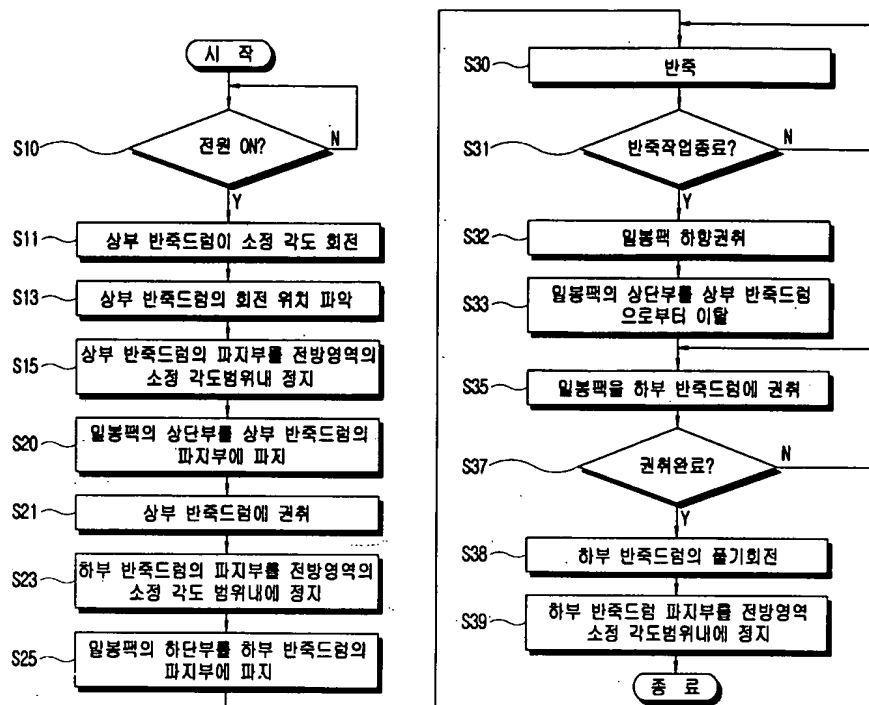 시 작
S10
전원 ON?
N
Y
S11
상부 반죽드럼이 소정 각도 회전
S13
상부 반죽드럼의 회전 위치 파악
S15
상부 반죽드럼의 파지부를 전방영역의
소정 각도범위내 정지
S20
밀봉팩의 상단부를 상부 반죽드럼의
파지부에 파지
S21
상부 반죽드럼에 권취
S23
하부 반죽드럼의 파지부를 전방영역의
소정 각도 범위내에 정지
S25
밀봉팩의 하단부를 하부 반죽드럼의
파지부에 파지
S30
반죽
S31
반죽작업종료?
N
Y
S32
밀봉팩 하향권취
S33
밀봉팩의 상단부를 상부 반죽드럼
으로부터 이탈
S35
밀봉팩을 하부 반죽드럼에 권취
S37
권취완료?
N
Y
S38
하부 반죽드럼의 풀기회전
S39
하부 반죽드럼 파지부를 전방영역
소정 각도범위내에 정지
종 료